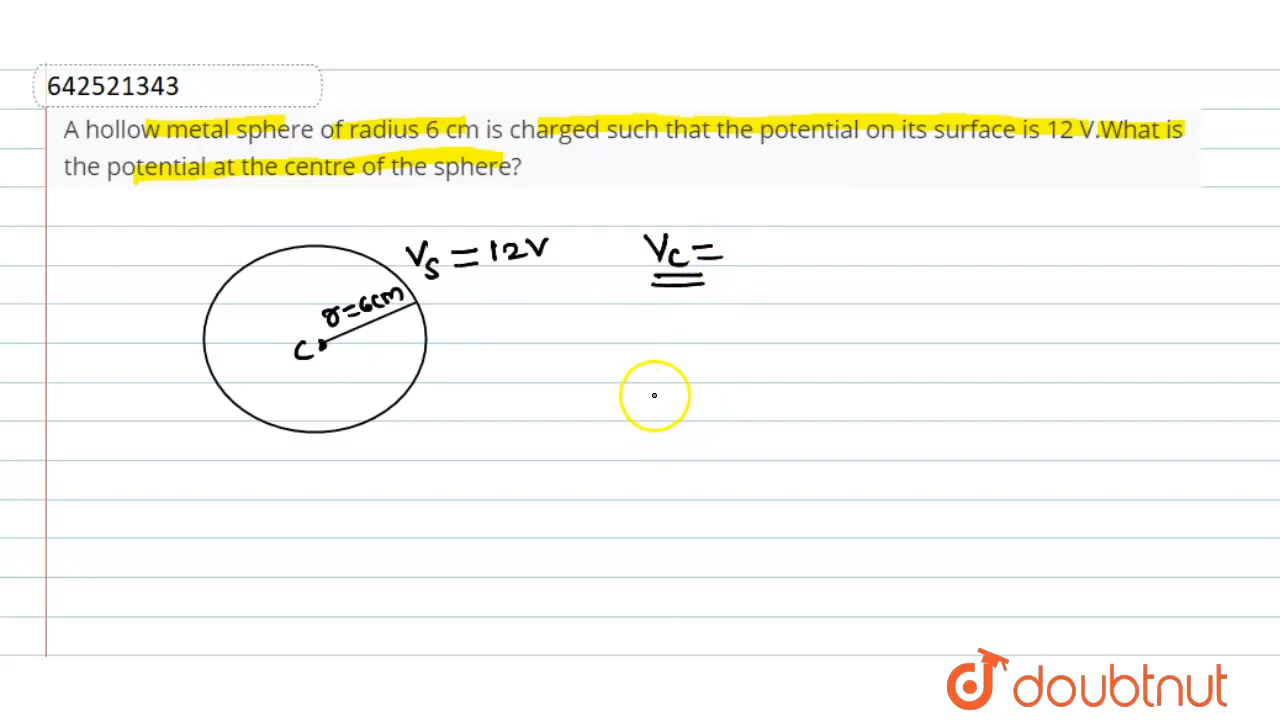 642521343
A hollow metal sphere of radius 6 cm is charged such that the potential on its surface is 12 V.What is
the potential at the centre of the sphere?
Vs = 12V
Vc =
r=6cm
C
doubtnut